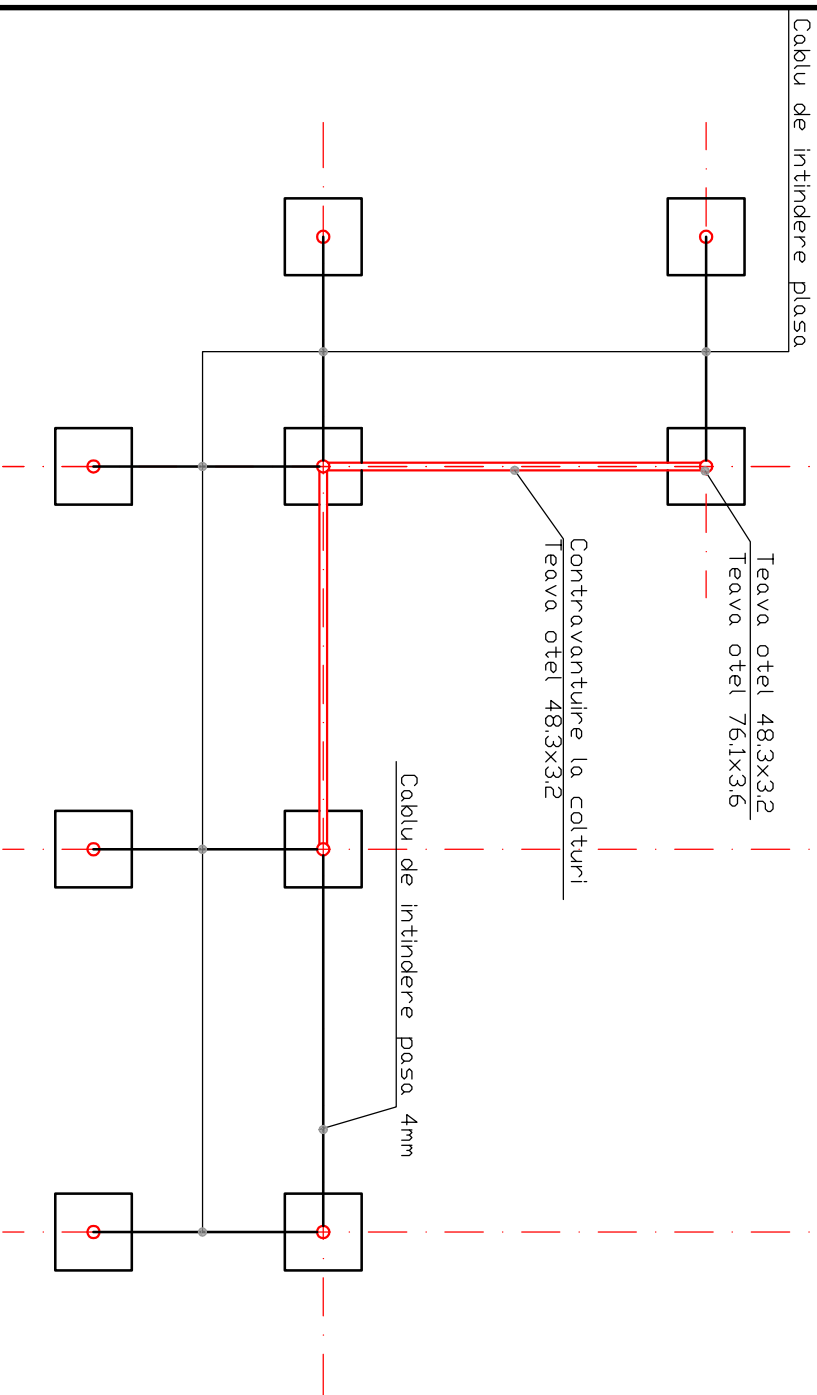 Cablu de intindere plasa
Teava otel 48.3x3.2
Teava otel 76.1x3.6
Contravantuire la colturi
Teava otel 48.3x3.2
Cablu de intindere pasa 4mm